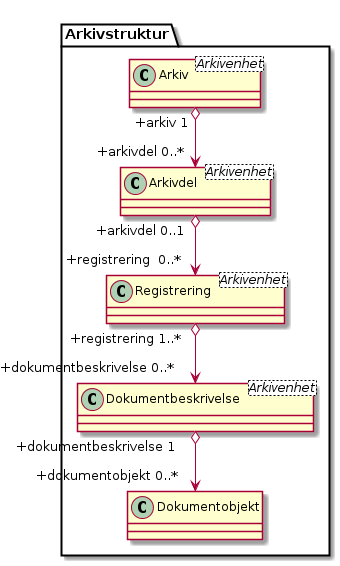 Arkivstruktur
Arkivenhet
C Arkiv
+arkiv 1
+arkivdel 0..*
Arkivenhet
C Arkivdel
+arkivdel 0..1
+registrering 0..*
Arkivenhet
C Registrering
+registrering 1..*
+dokumentbeskrivelse 0..*
Arkivenhet
C Dokumentbeskrivelse
+dokumentbeskrivelse 1
+dokumentobjekt 0..*
C Dokumentobjekt